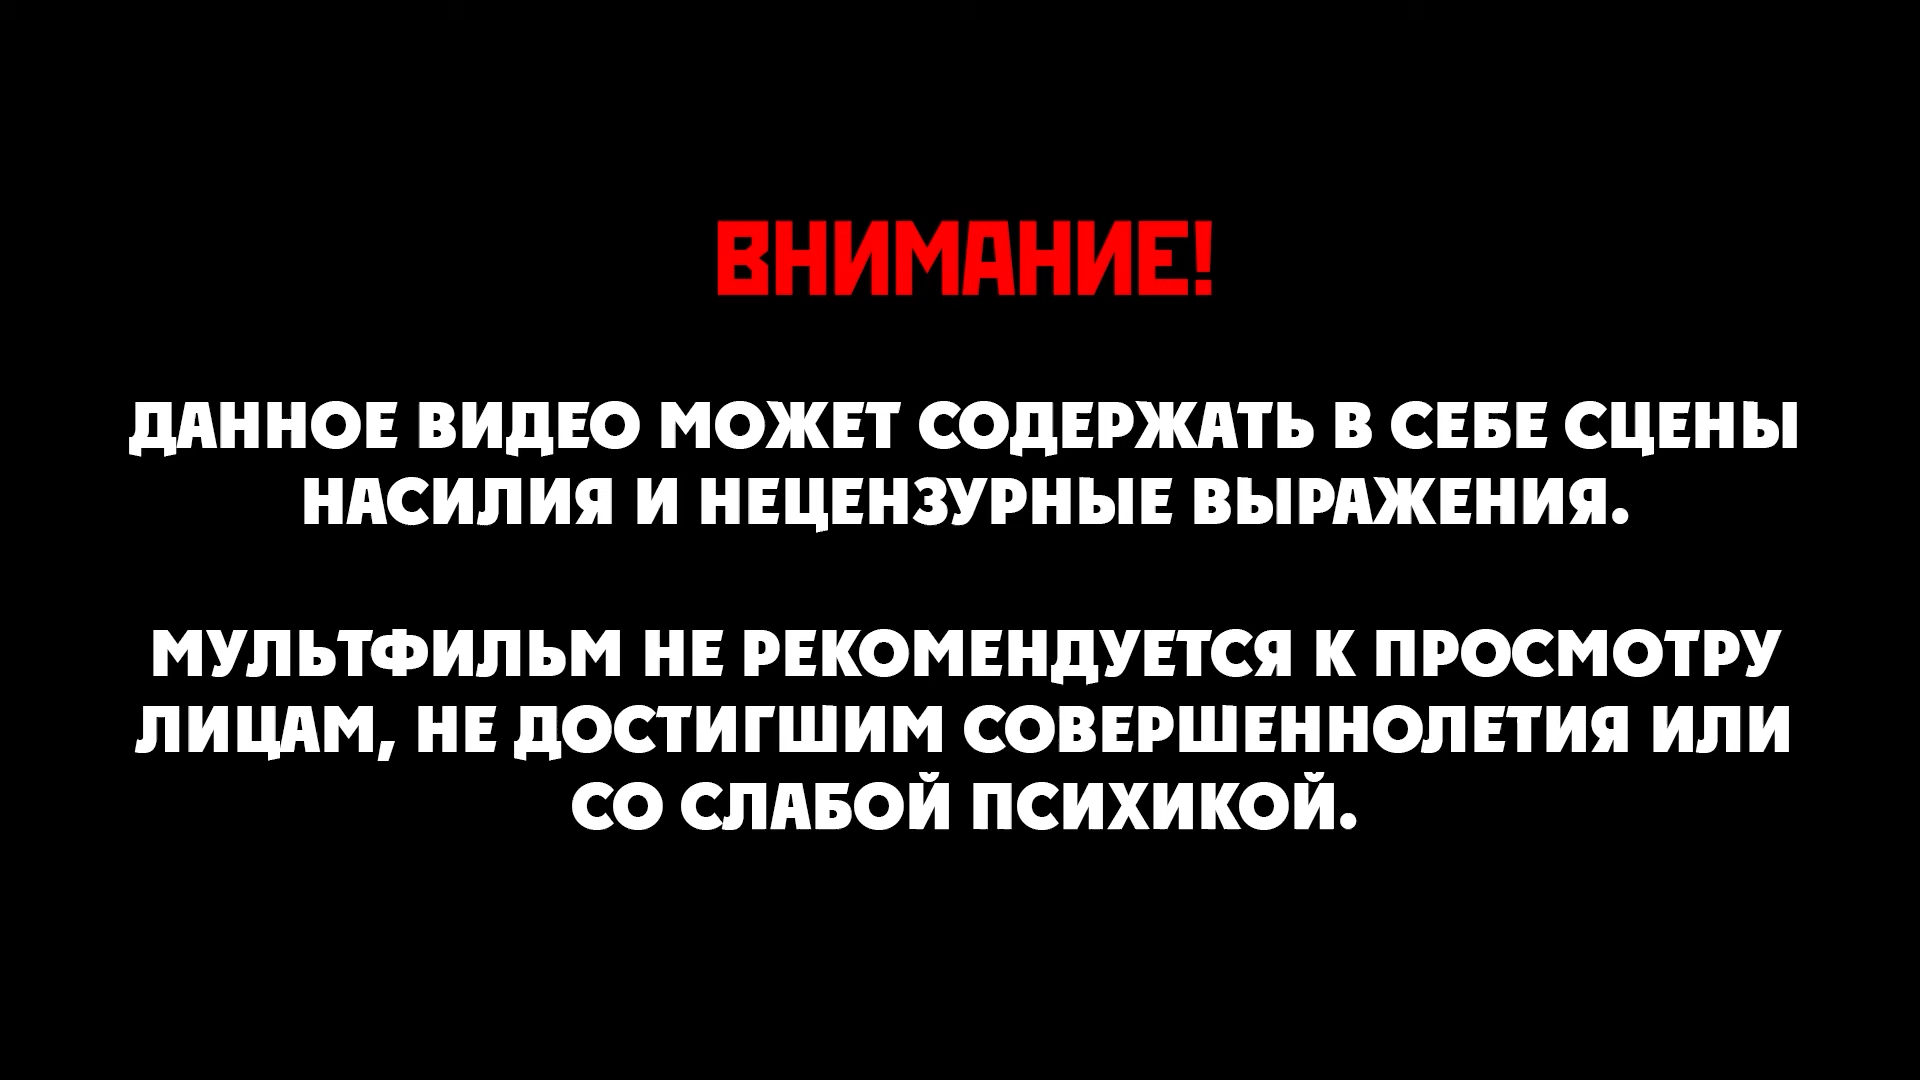 ВНИМАНИЕ!
ДАННОЕ ВИДЕО МОЖЕТ СОДЕРЖАТЬ В СЕБЕ СЦЕНЫ
НАСИЛИЯ И НЕЦЕНЗУРНЫЕ ВЫРАЖЕНИЯ.
МУЛЬТФИЛЬМ НЕ РЕКОМЕНДУЕТСЯ К ПРОСМОТРУ
ЛИЦАМ, НЕ ДОСТИГШИМ СОВЕРШЕННОЛЕТИЯ ИЛИ
СО СЛАБОЙ ПСИХИКОЙ.